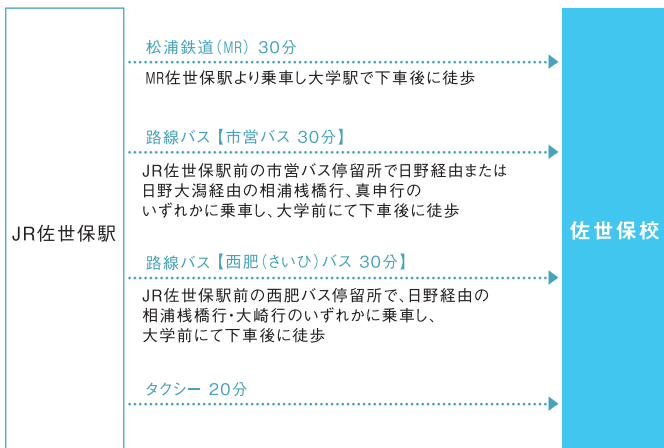 JR佐世保駅
松浦鉄道(MR) 30分
MR佐世保駅より乗車し大学駅で下車後に徒歩
路線バス【市営バス 30分】
JR佐世保駅前の市営バス停留所で日野経由または
日野大潟経由の相浦桟橋行、真申行の
いずれかに乗車し、大学前にて下車後に徒歩
路線バス【西肥(さいひ)バス 30分】
JR佐世保駅前の西肥バス停留所で、日野経由の
相浦桟橋行・大崎行のいずれかに乗車し、
大学前にて下車後に徒歩
タクシー 20分
佐世保校